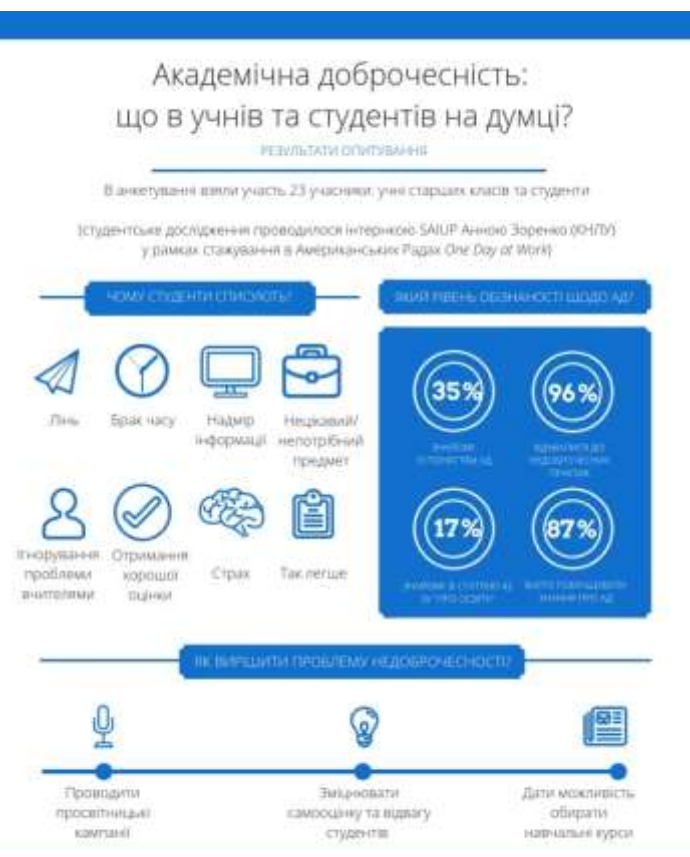 Академічна доброчесність:
що в учнів та студентів на думці?
РЕЗУЛЬТАТИ ОПИТУВАННЯ
В анкетуванні взяли участь 23 учасники: учні старших класів та студенти
(студентське дослідження проводилося інтернкою SAIUP Анною Зоренко (КНЛУ)
у рамках стажування в Американських Радах One Day at Work)
ЧОМУ СТУДЕНТИ СПИСУЮТЬ?
Лінь
Брак часу
Надмір
інформації
Нецікавий/
непотрібний
предмет
Ігнорування
проблеми
вчителями
Отримання
хорошої
оцінки
Страх
Так легше
ЯКИЙ РІВЕНЬ ОБІЗНАНОСТІ ЩОДО АД?
35%
96%
17%
87%
ЯК ВИРІШИТИ ПРОБЛЕМУ НЕДОБРОЧЕСНОСТІ?
Проводити
просвітницькі
кампанії
Зміцнювати
самооцінку та відвагу
студентів
Дати можливість
обирати
навчальні курси